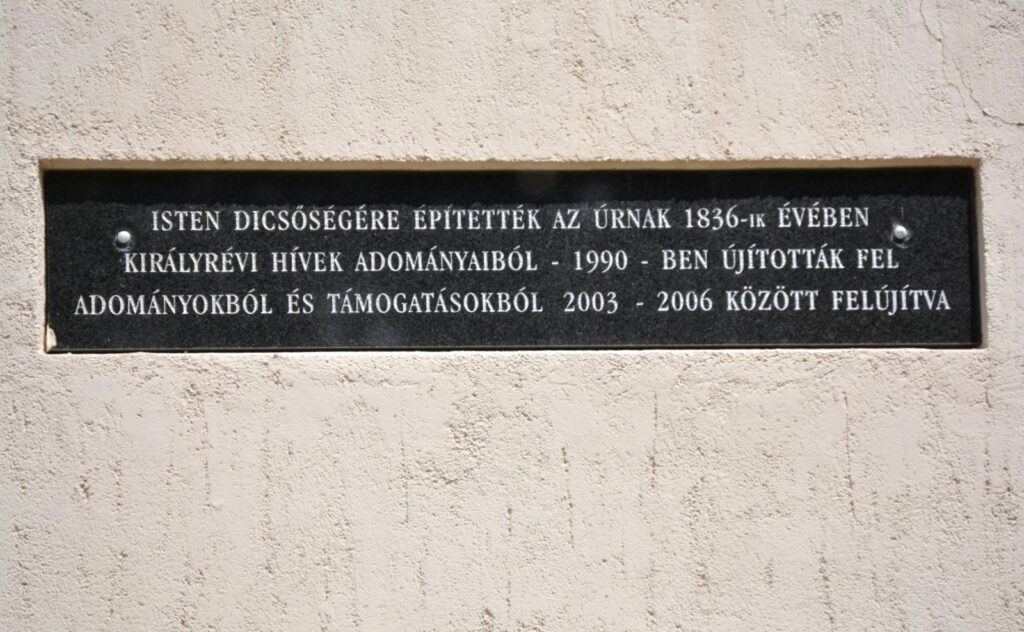 ISTEN DICSŐSÉGÉRE ÉPÍTETTÉK AZ ÚRNAK 1836-IK ÉVÉBEN
KIRÁLYRÉVI HÍVEK ADOMÁNYAIBÓL - 1990 - BEN ÚJÍTOTTÁK FEL
ADOMÁNYOKBÓL ÉS TÁMOGATÁSOKBÓL 2003 - 2006 KÖZÖTT FELÚJÍTVA